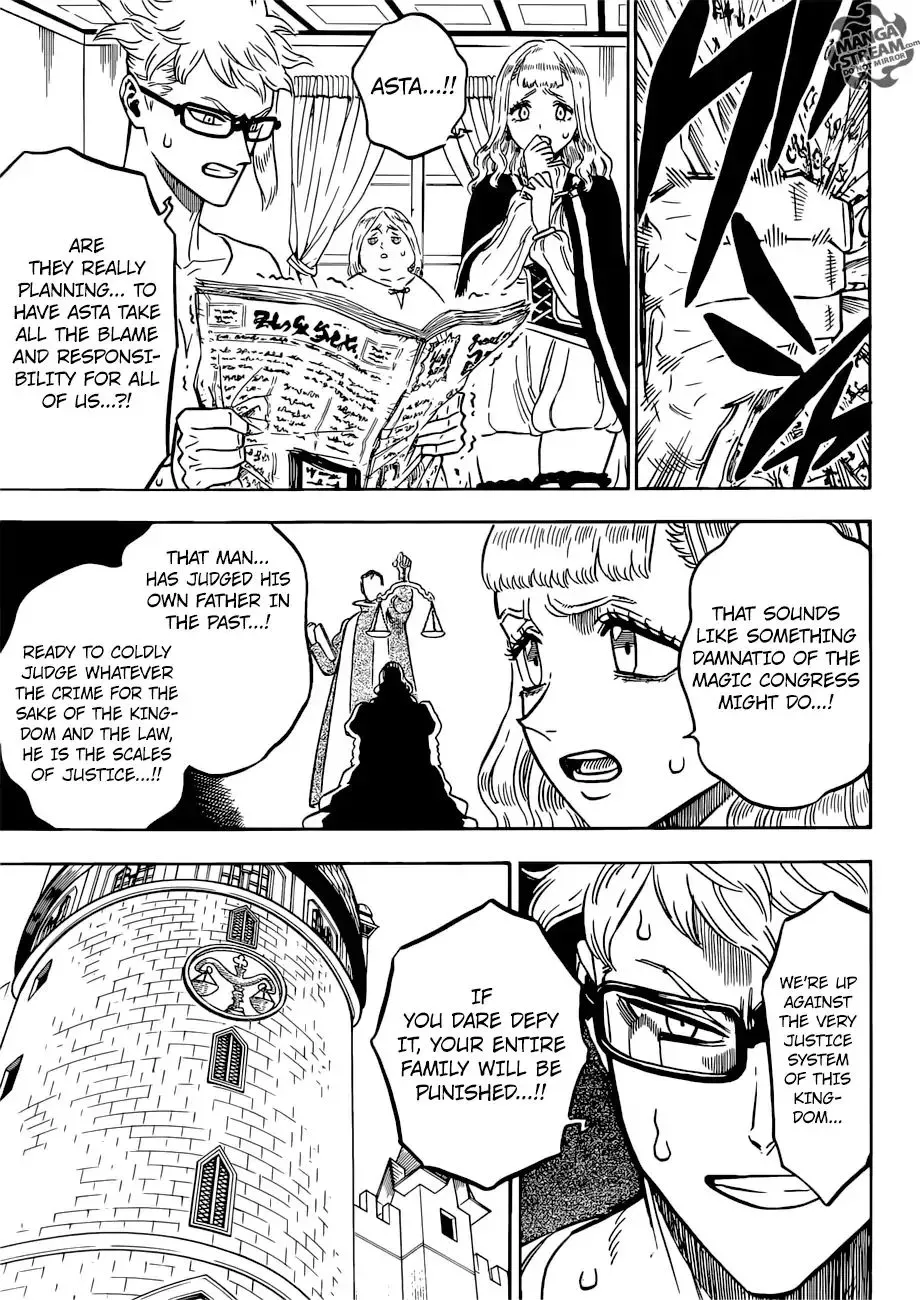 MANGA
STREAM.com
DO NOT MIRROR
ASTA...!!
ARE
THEY REALLY
PLANNING... TO
HAVE ASTA TAKE
ALL THE BLAME
AND RESPONSI-
BILITY FOR ALL
OF US...?!
THAT SOUNDS
LIKE SOMETHING
DAMNATIO OF THE
MAGIC CONGRESS
MIGHT DO...!
THAT MAN...
HAS JUDGED HIS
OWN FATHER IN
THE PAST...!
READY TO COLDLY
JUDGE WHATEVER
THE CRIME FOR THE
SAKE OF THE KING-
DOM AND THE LAW,
HE IS THE SCALES
OF JUSTICE...!!
WE'RE UP
AGAINST
THE VERY
JUSTICE
SYSTEM
OF THIS
KING-
DOM...
IF
YOU DARE DEFY
IT, YOUR ENTIRE
FAMILY WILL BE
PUNISHED...!!